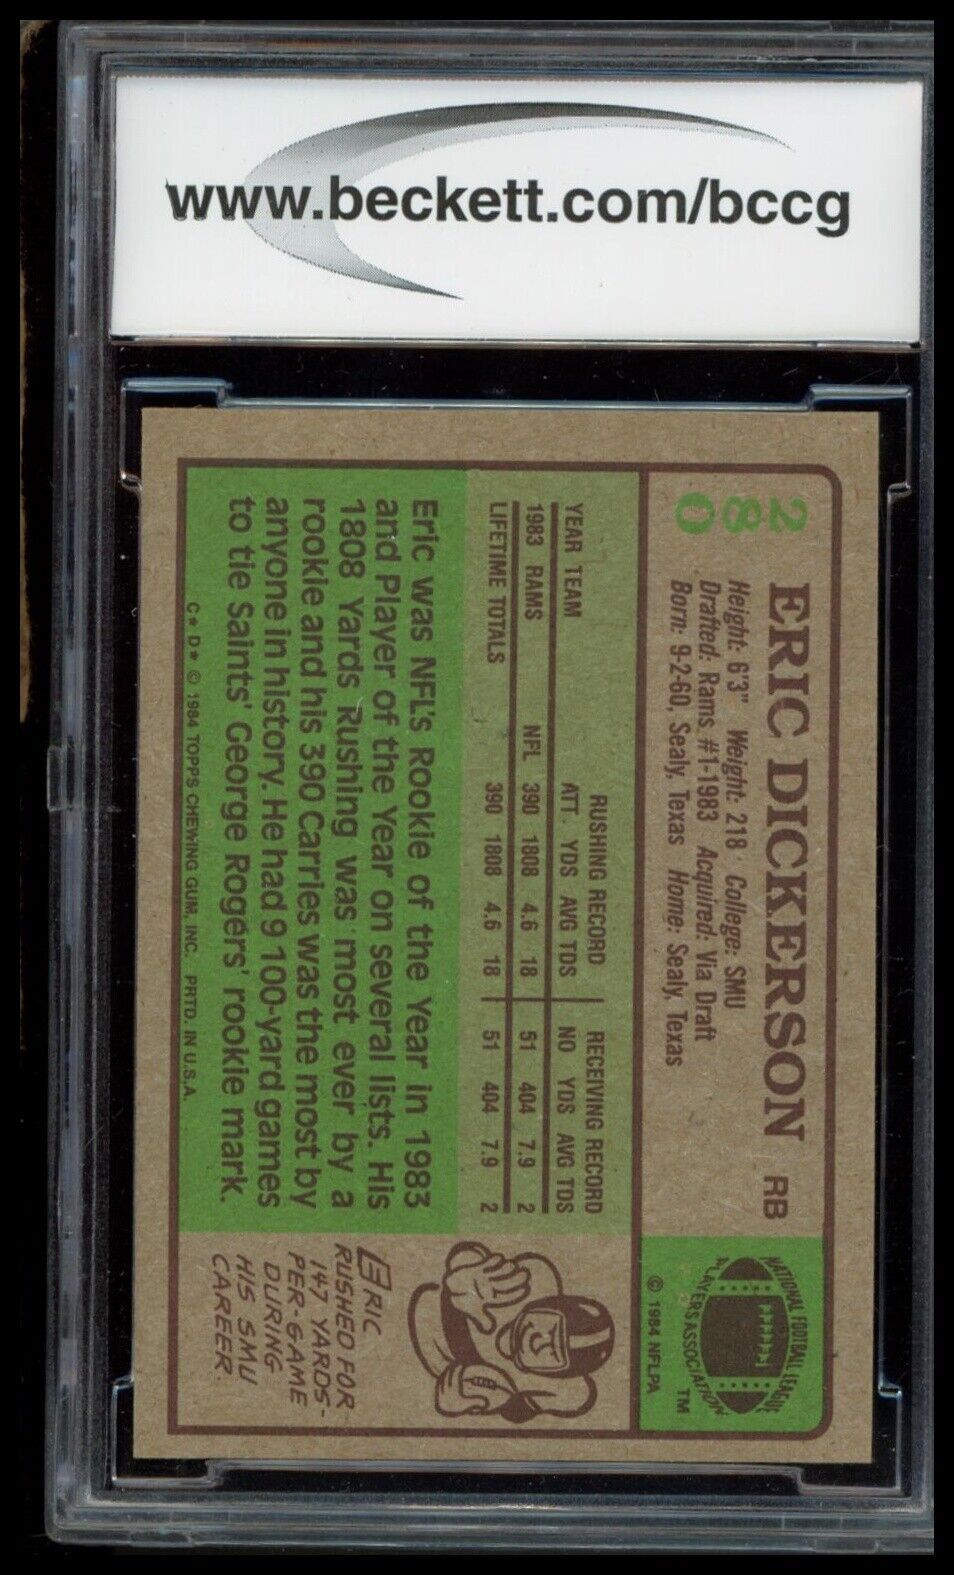 www.beckett.com/bccg
280
ERIC DICKERSON RB
Height: 6'3" Weight: 218 College: SMU
Drafted: Rams #1-1983 Acquired: Via Draft
Born: 9-2-60, Sealy, Texas Home: Sealy, Texas
NATIONAL FOOTBALL LEAGUE
PLAYERS ASSOCIATION
TM
© 1984 NFLPA
RUSHING RECORD RECEIVING RECORD
YEAR TEAM ATT. YDS AVG TDS NO YDS AVG TDS
1983 RAMS NFL 390 1808 4.6 18 51 404 7.9 2
LIFETIME TOTALS 390 1808 4.6 18 51 404 7.9 2
Eric was NFL's Rookie of the Year in 1983
and Player of the Year on several lists. His
1808 Yards Rushing was most ever by a
rookie and his 390 Carries was the most by
anyone in history. He had 9 100-yard games
to tie Saints' George Rogers' rookie mark.
ERIC
RUSHED FOR
147 YARDS-
PER-GAME
DURING
HIS SMU
CAREER.
C* D* © 1984 TOPPS CHEWING GUM, INC. PRTD. IN U.S.A.